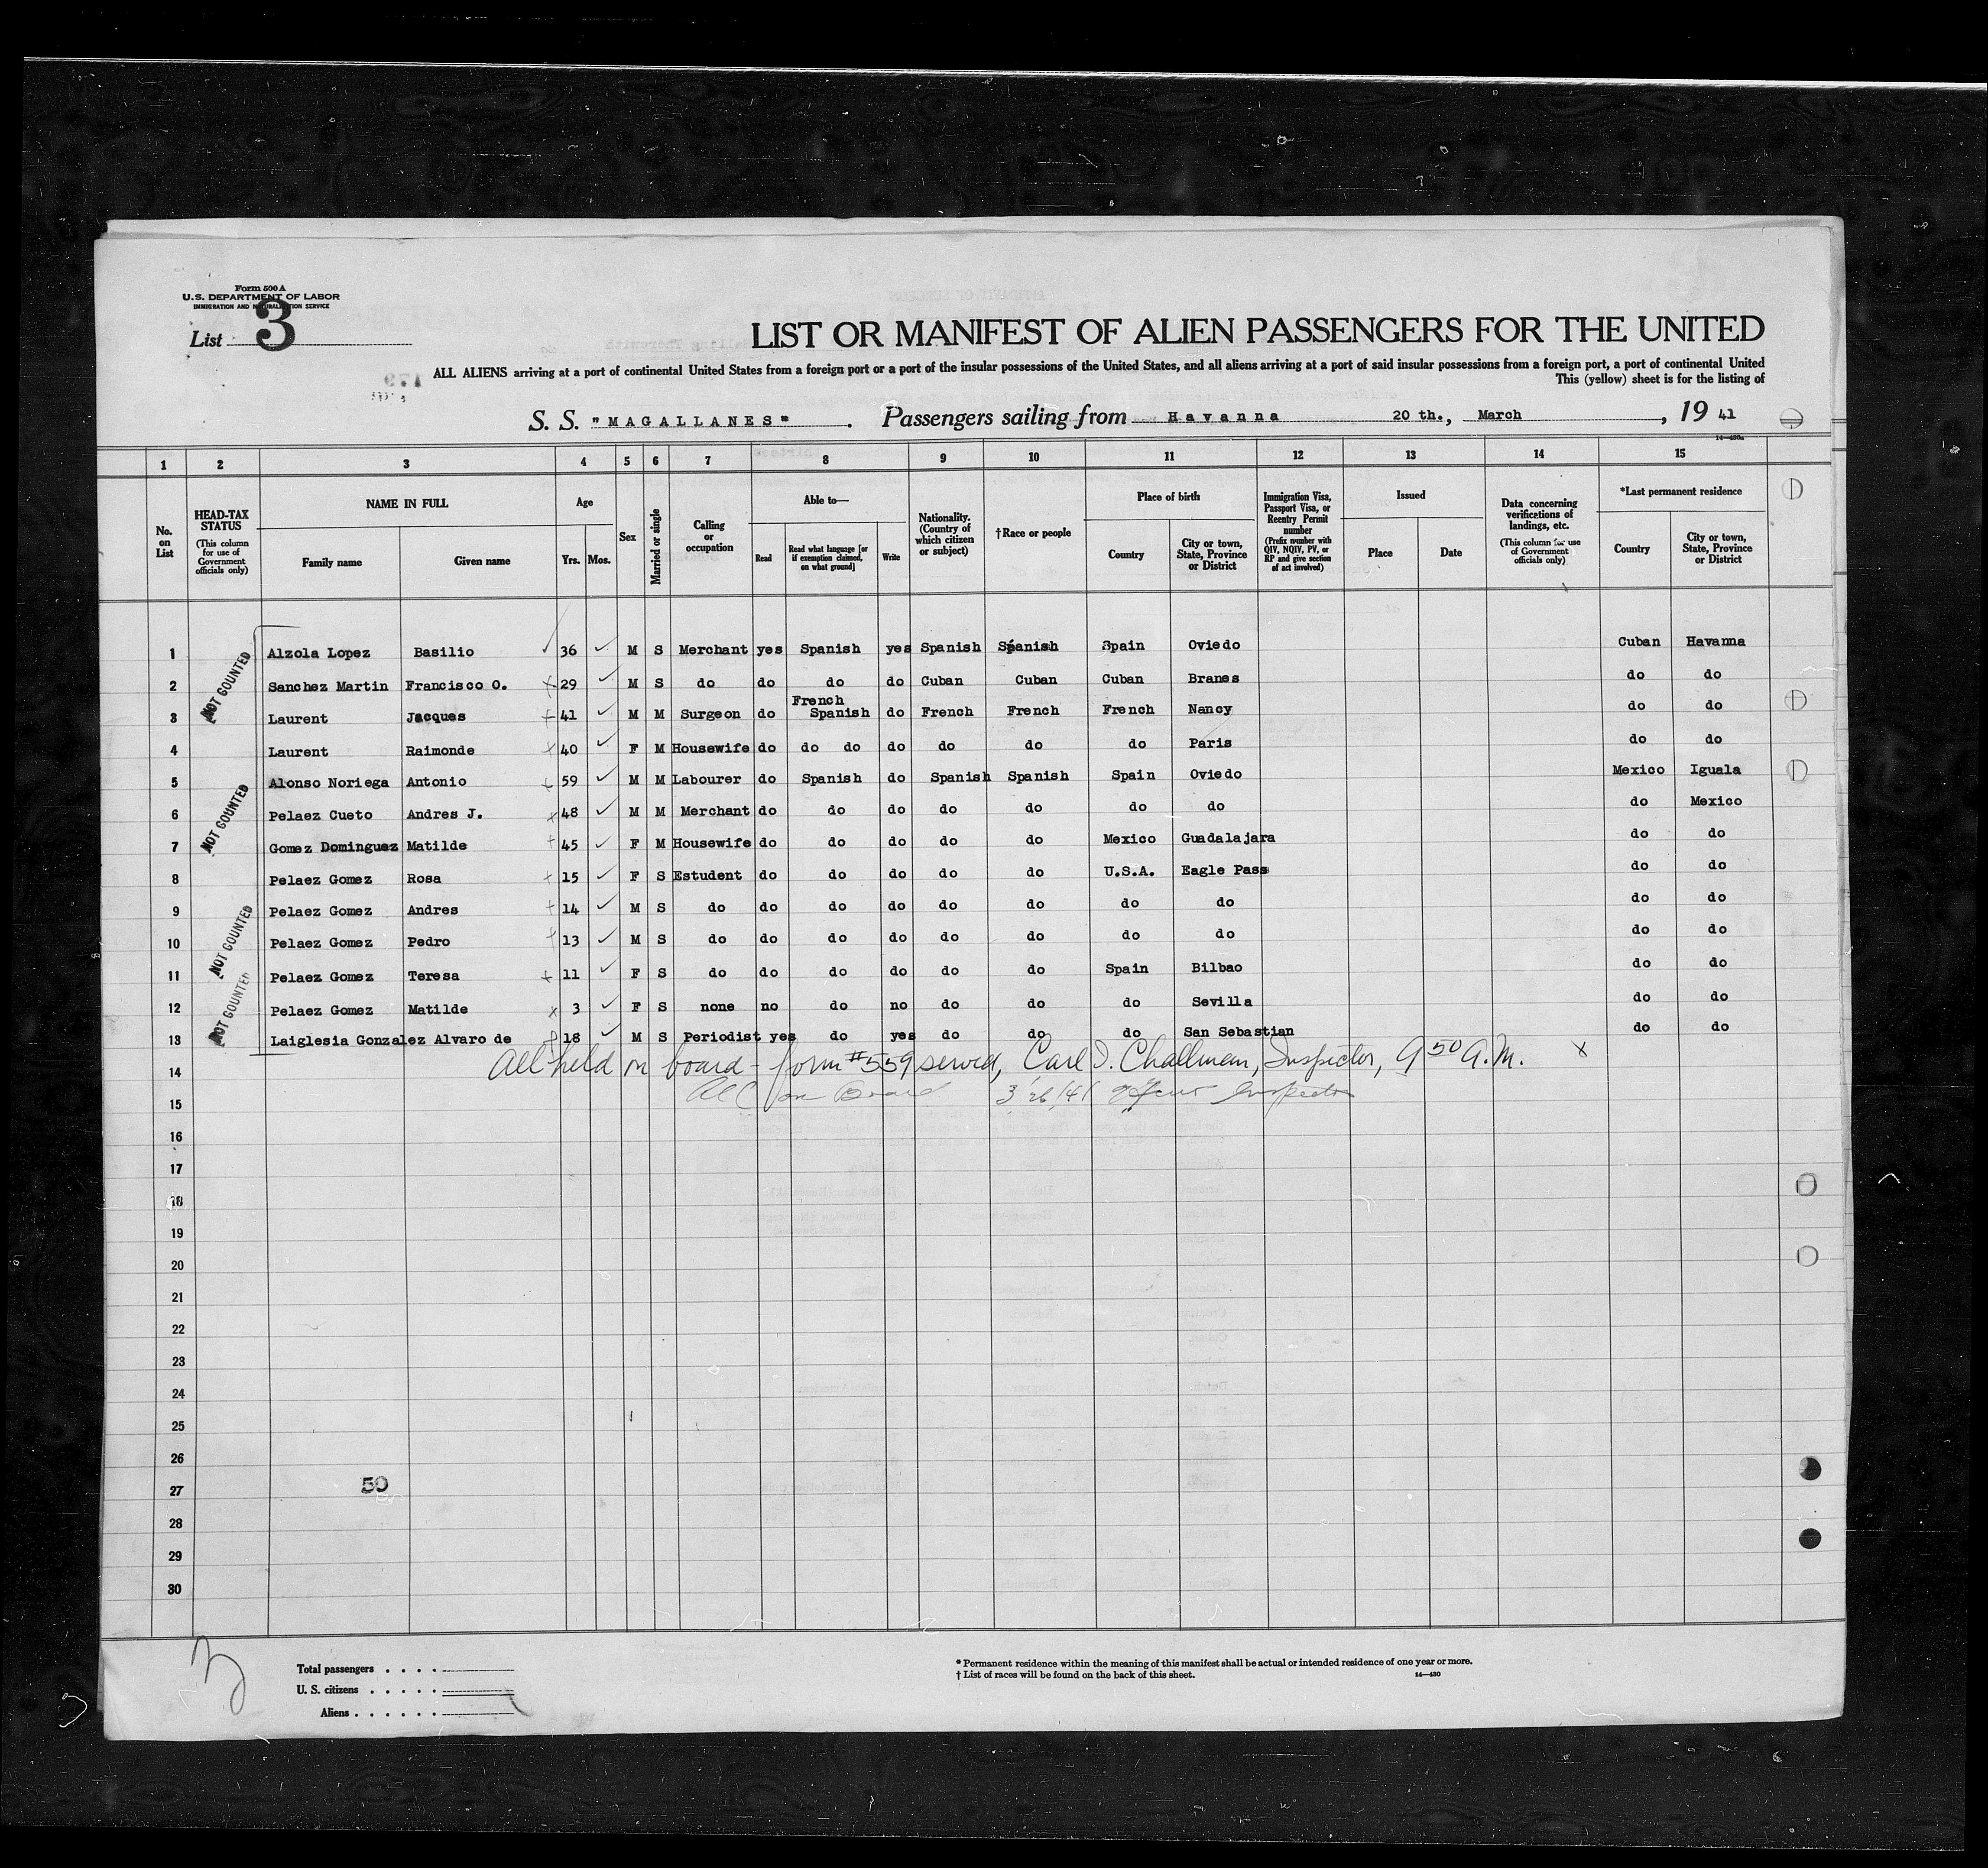 Form 500 A
U.S. DEPARTMENT OF LABOR
IMMIGRATION AND NATURALIZATION SERVICE
List 3
LIST OR MANIFEST OF ALIEN PASSENGERS FOR THE UNITED
ALL ALIENS arriving at a port of continental United States from a foreign port or a port of the insular possessions of the United States, and all aliens arriving at a port of said insular possessions from a foreign port, a port of continental United
This (yellow) sheet is for the listing of
S. S. "MAGALLANES". Passengers sailing from Havanna 20 th., March, 19 41
1 2 3 4 5 6 7 8 9 10 11 12 13 14 15
No. on List
HEAD-TAX STATUS (This column for use of Government officials only)
NAME IN FULL
Family name Given name
Age
Yrs. Mos.
Sex
Married or single
Calling or occupation
Able to—
Read Read what language [or if exemption claimed, on what ground] Write
Nationality. (Country of which citizen or subject)
†Race or people
Place of birth
Country City or town, State, Province or District
Immigration Visa, Passport Visa, or Reentry Permit number (Prefix number with QIV, NQIV, PV, or RP and give section of act involved)
Issued
Place Date
Data concerning verifications of landings, etc. (This column for use of Government officials only)
*Last permanent residence
Country City or town, State, Province or District
1 Alzola Lopez Basilio 36 M S Merchant yes Spanish yes Spanish Spanish Spain Oviedo Cuban Havanna
2 Sanchez Martin Francisco O. 29 M S do do do do Cuban Cuban Cuban Branes do do
3 Laurent Jacques 41 M M Surgeon do French Spanish do French French French Nancy do do
4 Laurent Raimonde 40 F M Housewife do do do do do do do Paris do do
5 Alonso Noriega Antonio 59 M M Labourer do Spanish do Spanish Spanish Spain Oviedo Mexico Iguala
6 Pelaez Cueto Andres J. 48 M M Merchant do do do do do do do do Mexico
7 Gomez Dominguez Matilde 45 F M Housewife do do do do do Mexico Guadalajara do do
8 Pelaez Gomez Rosa 15 F S Estudent do do do do do U.S.A. Eagle Pass do do
9 Pelaez Gomez Andres 14 M S do do do do do do do do do do
10 Pelaez Gomez Pedro 13 M S do do do do do do do do do do
11 Pelaez Gomez Teresa 11 F S do do do do do do Spain Bilbao do do
12 Pelaez Gomez Matilde 3 F S none no do no do do do Sevilla do do
13 Laiglesia Gonzalez Alvaro de 18 M S Periodist yes do yes do do do San Sebastian do do
NOT COUNTED
NOT COUNTED
NOT COUNTED
NOT COUNTED
All held on board - form #559 served, Carl I. Challman, Inspector, 9 50 A.M. x
14
All on Board 3/26/41 Inspector
15
16
17
18
19
20
21
22
23
24
25
26
50
27
28
29
30
3
Total passengers . . . .
U. S. citizens . . . . .
Aliens . . . . . .
* Permanent residence within the meaning of this manifest shall be actual or intended residence of one year or more.
† List of races will be found on the back of this sheet. 14—430